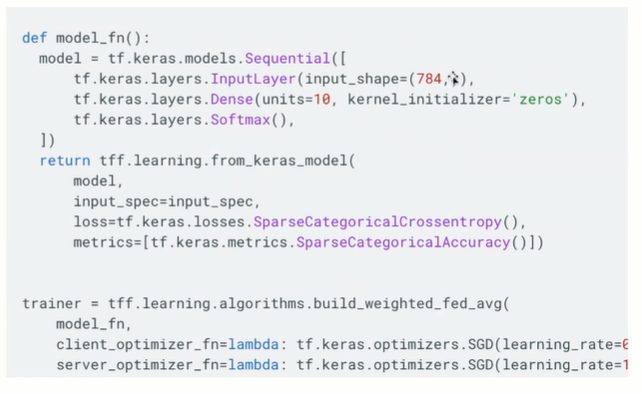 def model_fn():
  model = tf.keras.models.Sequential([
      tf.keras.layers.InputLayer(input_shape=(784,)),
      tf.keras.layers.Dense(units=10, kernel_initializer='zeros'),
      tf.keras.layers.Softmax(),
  ])
  return tff.learning.from_keras_model(
      model,
      input_spec=input_spec,
      loss=tf.keras.losses.SparseCategoricalCrossentropy(),
      metrics=[tf.keras.metrics.SparseCategoricalAccuracy()])
trainer = tff.learning.algorithms.build_weighted_fed_avg(
    model_fn,
    client_optimizer_fn=lambda: tf.keras.optimizers.SGD(learning_rate=
    server_optimizer_fn=lambda: tf.keras.optimizers.SGD(learning_rate=1